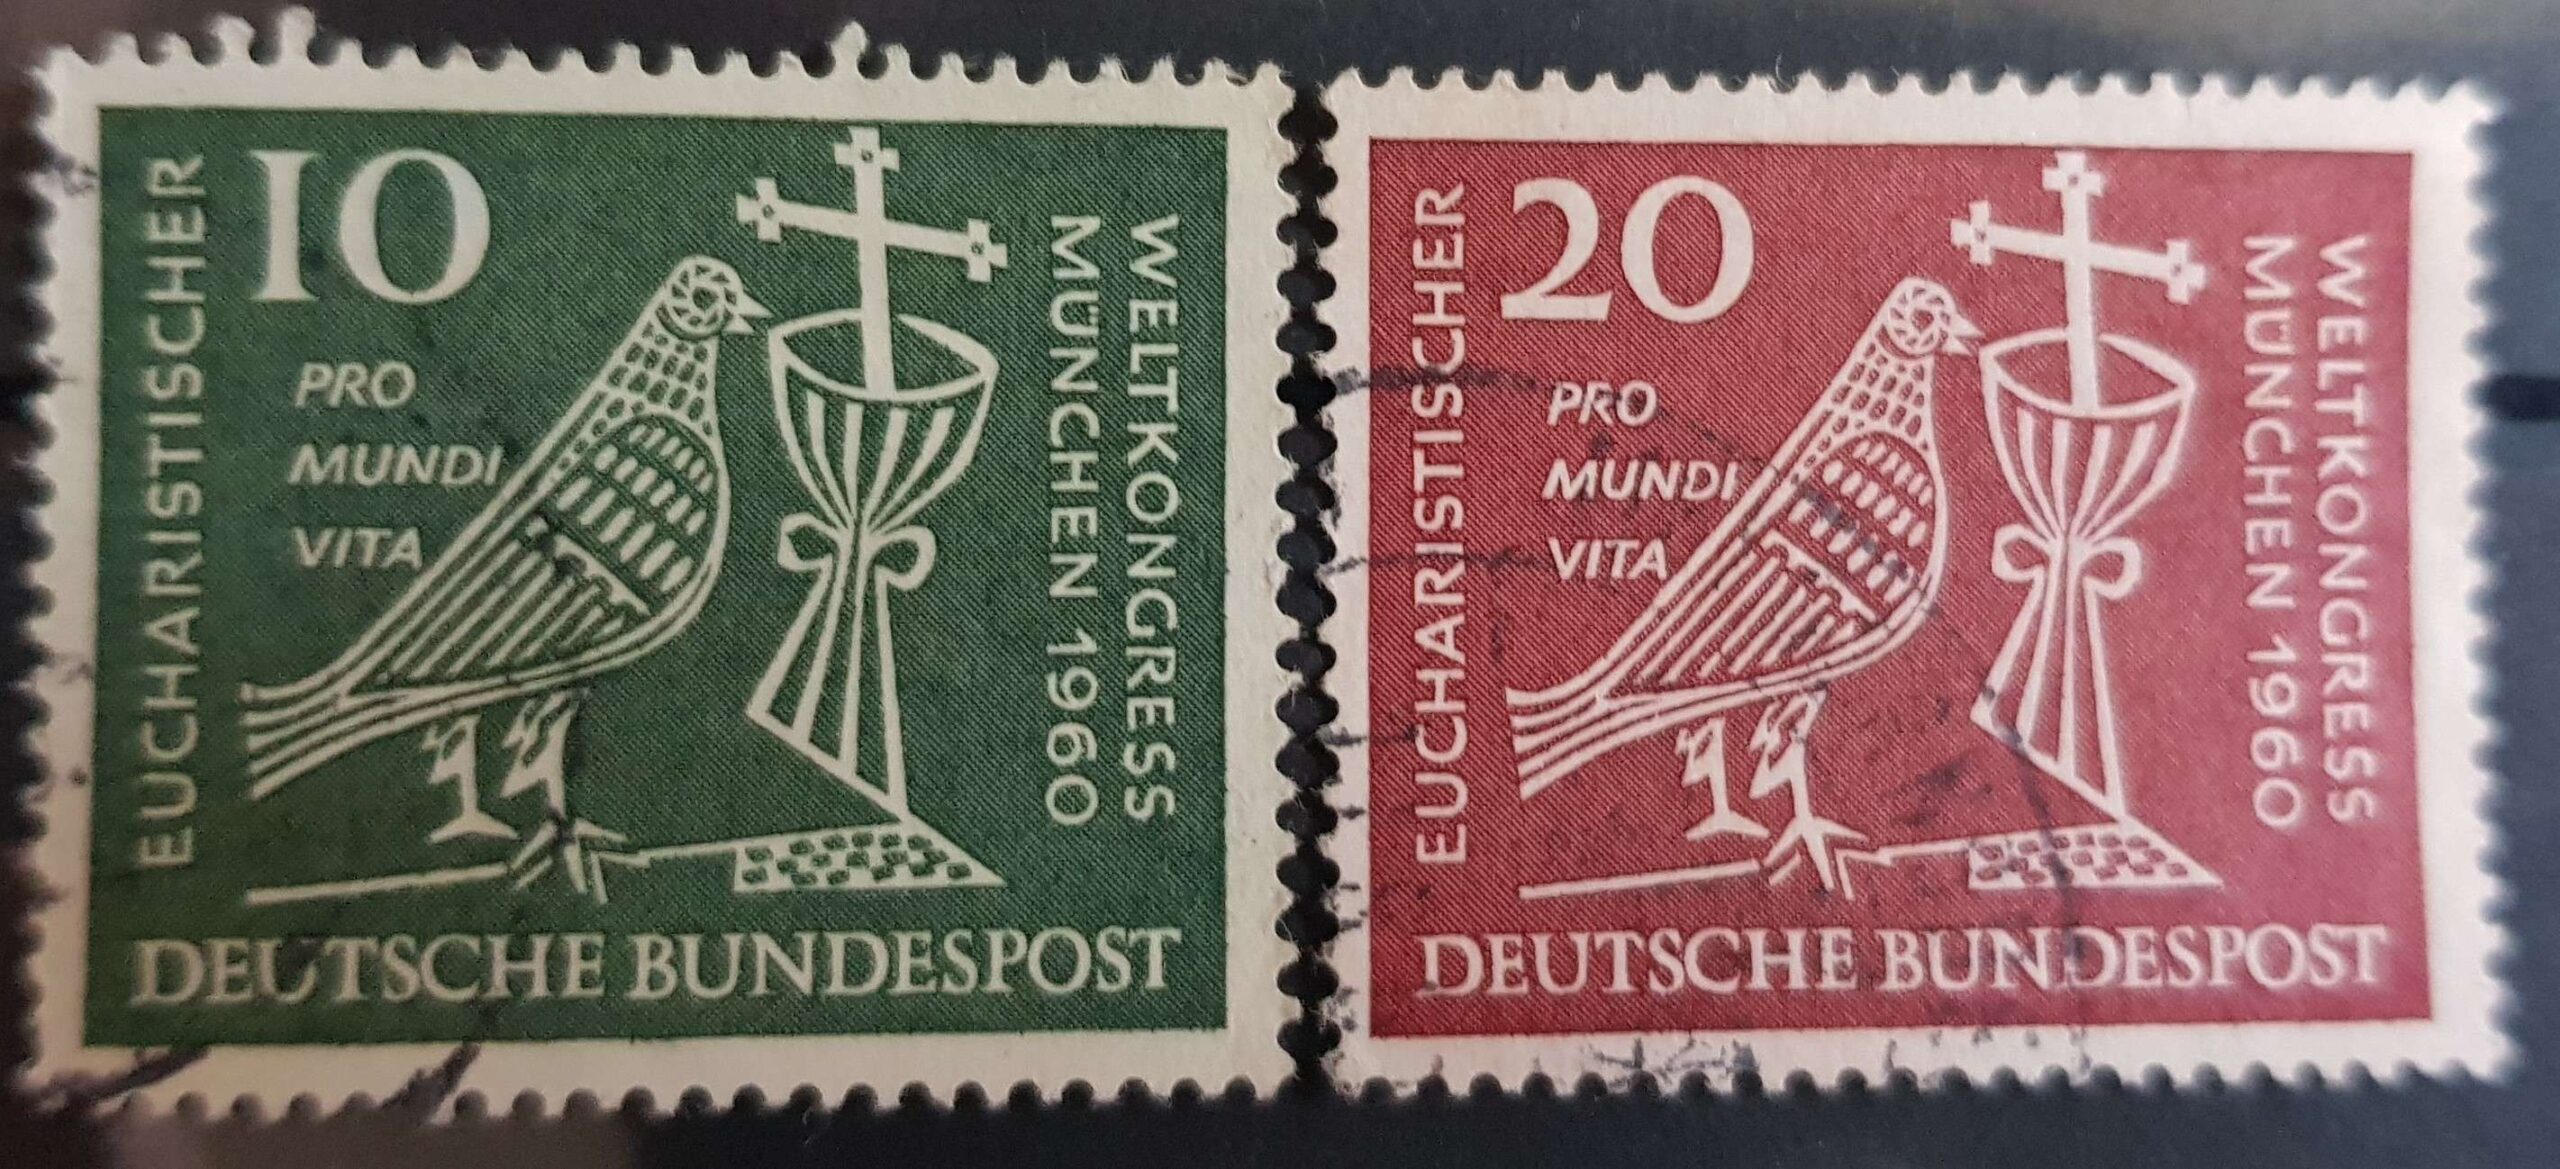 EUCHARISTISCHER
10
PRO
MUNDI
VITA
WELTKONGRESS
MÜNCHEN 1960
DEUTSCHE BUNDESPOST
EUCHARISTISCHER
20
PRO
MUNDI
VITA
WELTKONGRESS
MÜNCHEN 1960
DEUTSCHE BUNDESPOST